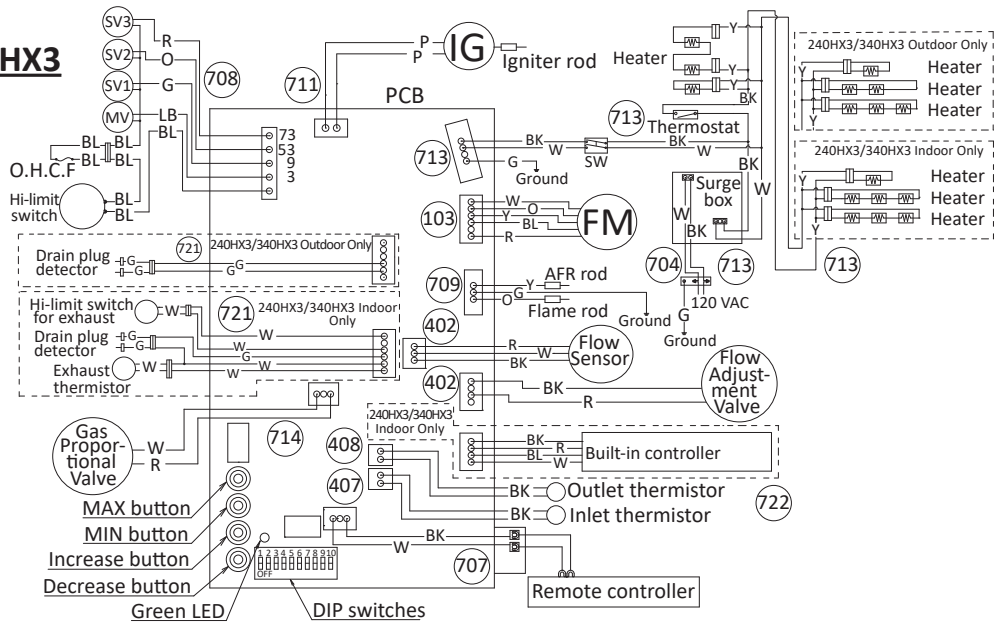 HX3
SV3
SV2
SV1
MV
R
O
G
LB
BL
BL
BL
BL
BL
O.H.C.F
Hi-limit
switch
BL
BL
708
711
P
P
IG
Igniter rod
PCB
73
53
9
3
713
BK
W
G
Ground
SW
713
Thermostat
BK
W
Heater
Y
Y
Y
BK
BK
W
240HX3/340HX3 Outdoor Only
Y
Y
Heater
Heater
Heater
240HX3/340HX3 Indoor Only
Y
Y
Heater
Heater
Heater
713
Surge
box
W
BK
704
713
120 VAC
G
Ground
103
W
O
Y
BL
R
FM
721
240HX3/340HX3 Outdoor Only
Drain plug
detector
G
G
G
G
Hi-limit switch
for exhaust
W
721
240HX3/340HX3 Indoor
Only
Drain plug
detector
G
G
Exhaust
thermistor
W
W
W
G
W
W
709
Y
G
O
AFR rod
Flame rod
Ground
402
R
W
BK
Flow
Sensor
402
BK
R
Flow
Adjust-
ment
Valve
240HX3/340HX3
Indoor Only
BK
R
BL
W
Built-in controller
722
Gas
Propor-
tional
Valve
W
R
714
408
407
BK
Outlet thermistor
BK
Inlet thermistor
MAX button
MIN button
Increase button
Decrease button
Green LED
1 2 3 4 5 6 7 8 9 10
OFF
DIP switches
BK
W
707
Remote controller